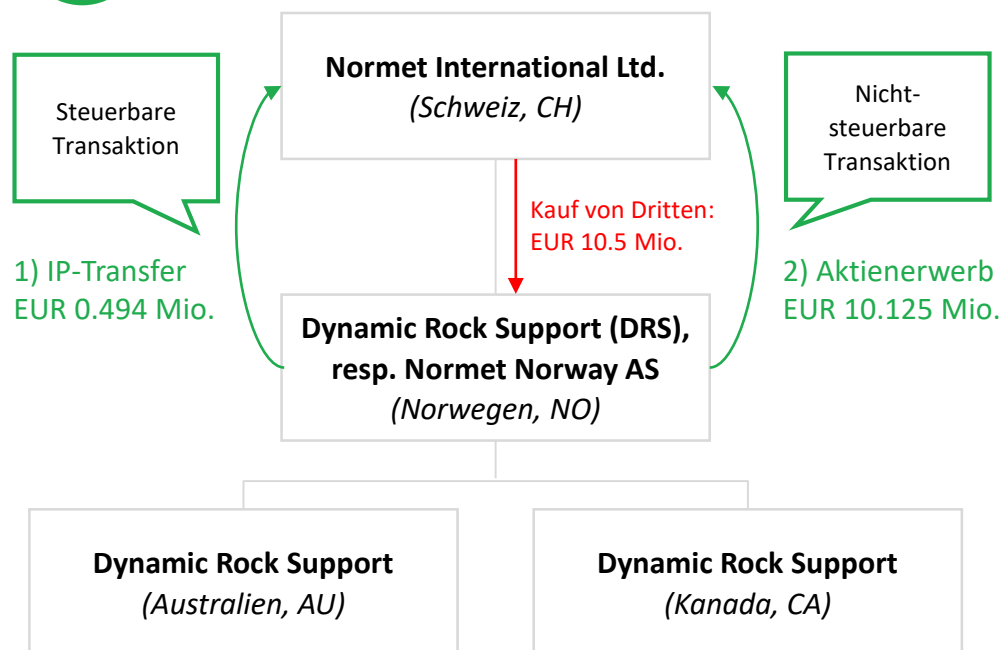 Normet International Ltd.
(Schweiz, CH)
Steuerbare
Transaktion
Nicht-
steuerbare
Transaktion
Kauf von Dritten:
EUR 10.5 Mio.
1) IP-Transfer
EUR 0.494 Mio.
2) Aktienerwerb
EUR 10.125 Mio.
Dynamic Rock Support (DRS),
resp. Normet Norway AS
(Norwegen, NO)
Dynamic Rock Support
(Australien, AU)
Dynamic Rock Support
(Kanada, CA)